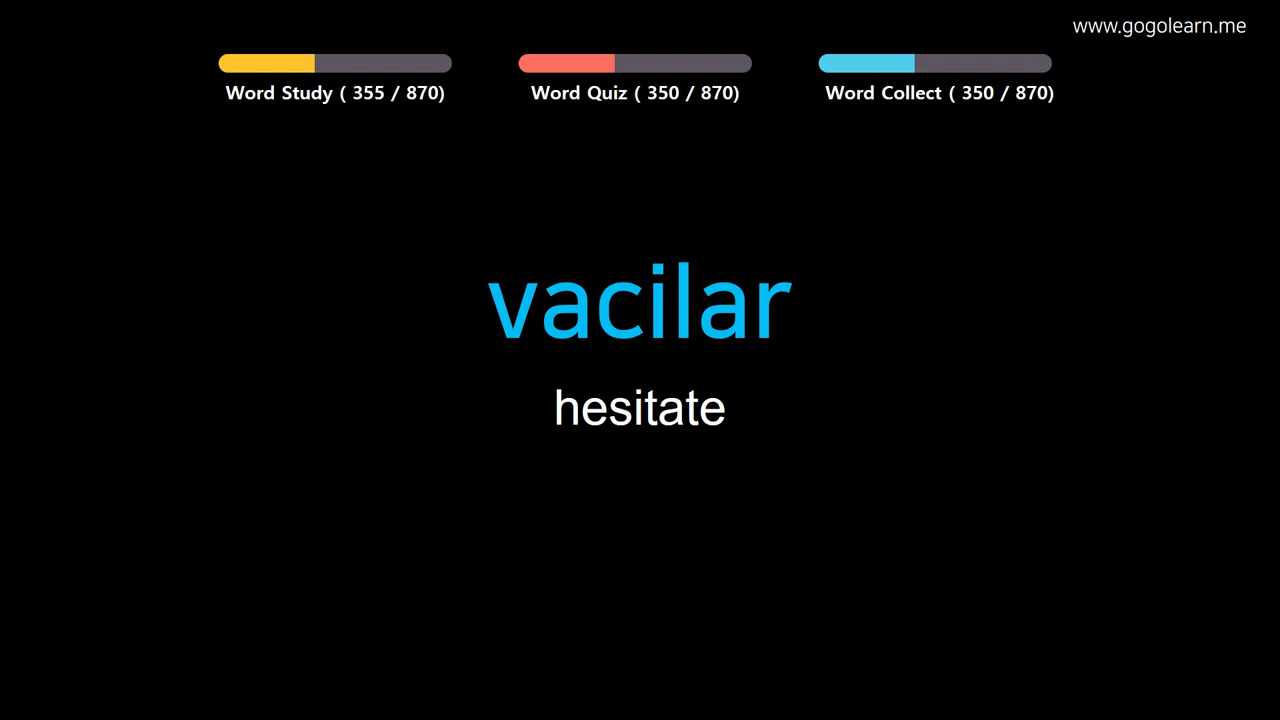 www.gogolearn.me
Word Study ( 355 / 870)
Word Quiz ( 350 / 870)
Word Collect ( 350 / 870)
vacilar
hesitate